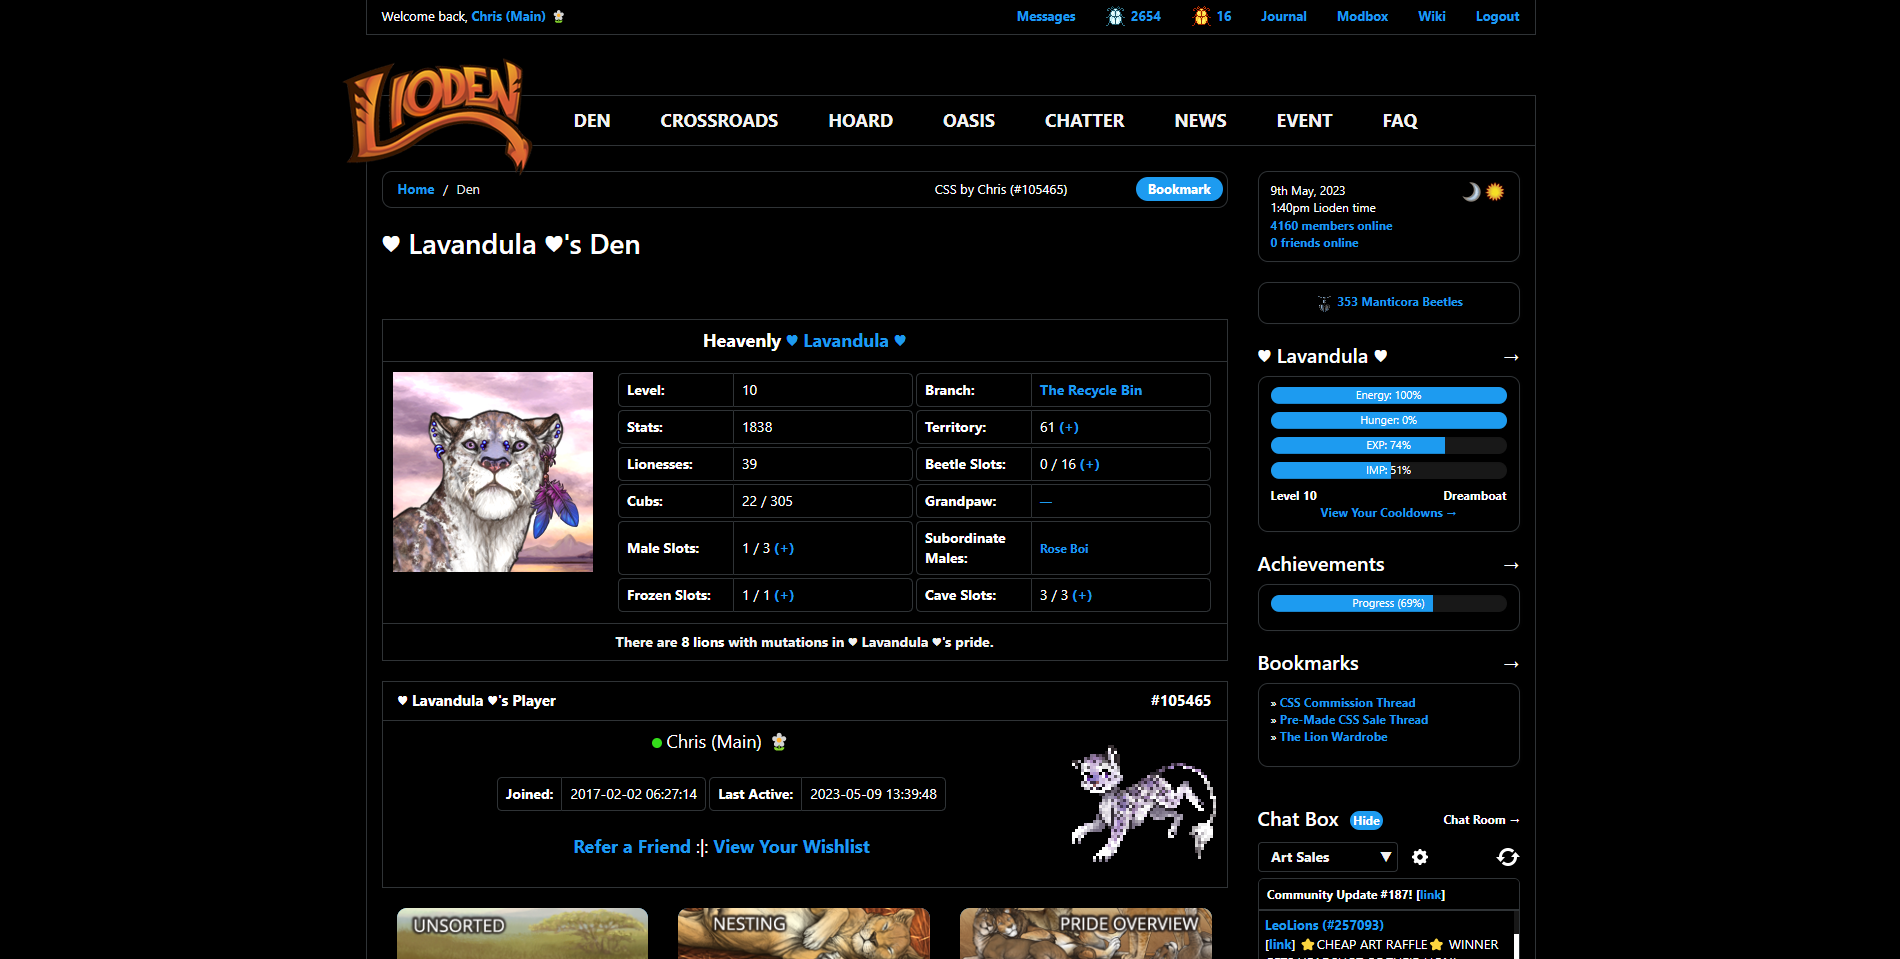 Welcome back, Chris (Main)
Messages 2654 16 Journal Modbox Wiki Logout
LIODEN
DEN CROSSROADS HOARD OASIS CHATTER NEWS EVENT FAQ
Home / Den CSS by Chris (#105465) Bookmark
♥ Lavandula ♥'s Den
Heavenly ♥ Lavandula ♥
Level: 10 Branch: The Recycle Bin
Stats: 1838 Territory: 61 (+)
Lionesses: 39 Beetle Slots: 0 / 16 (+)
Cubs: 22 / 305 Grandpaw: —
Male Slots: 1 / 3 (+) Subordinate Males: Rose Boi
Frozen Slots: 1 / 1 (+) Cave Slots: 3 / 3 (+)
There are 8 lions with mutations in ♥ Lavandula ♥'s pride.
♥ Lavandula ♥'s Player #105465
Chris (Main)
Joined: 2017-02-02 06:27:14 Last Active: 2023-05-09 13:39:48
Refer a Friend :|: View Your Wishlist
UNSORTED NESTING PRIDE OVERVIEW
9th May, 2023
1:40pm Lioden time
4160 members online
0 friends online
353 Manticora Beetles
♥ Lavandula ♥ →
Energy: 100%
Hunger: 0%
EXP: 74%
IMP: 51%
Level 10 Dreamboat
View Your Cooldowns →
Achievements →
Progress (69%)
Bookmarks →
» CSS Commission Thread
» Pre-Made CSS Sale Thread
» The Lion Wardrobe
Chat Box Hide Chat Room →
Art Sales ▼
Community Update #187! [link]
LeoLions (#257093)
[link] ⭐CHEAP ART RAFFLE⭐ WINNER